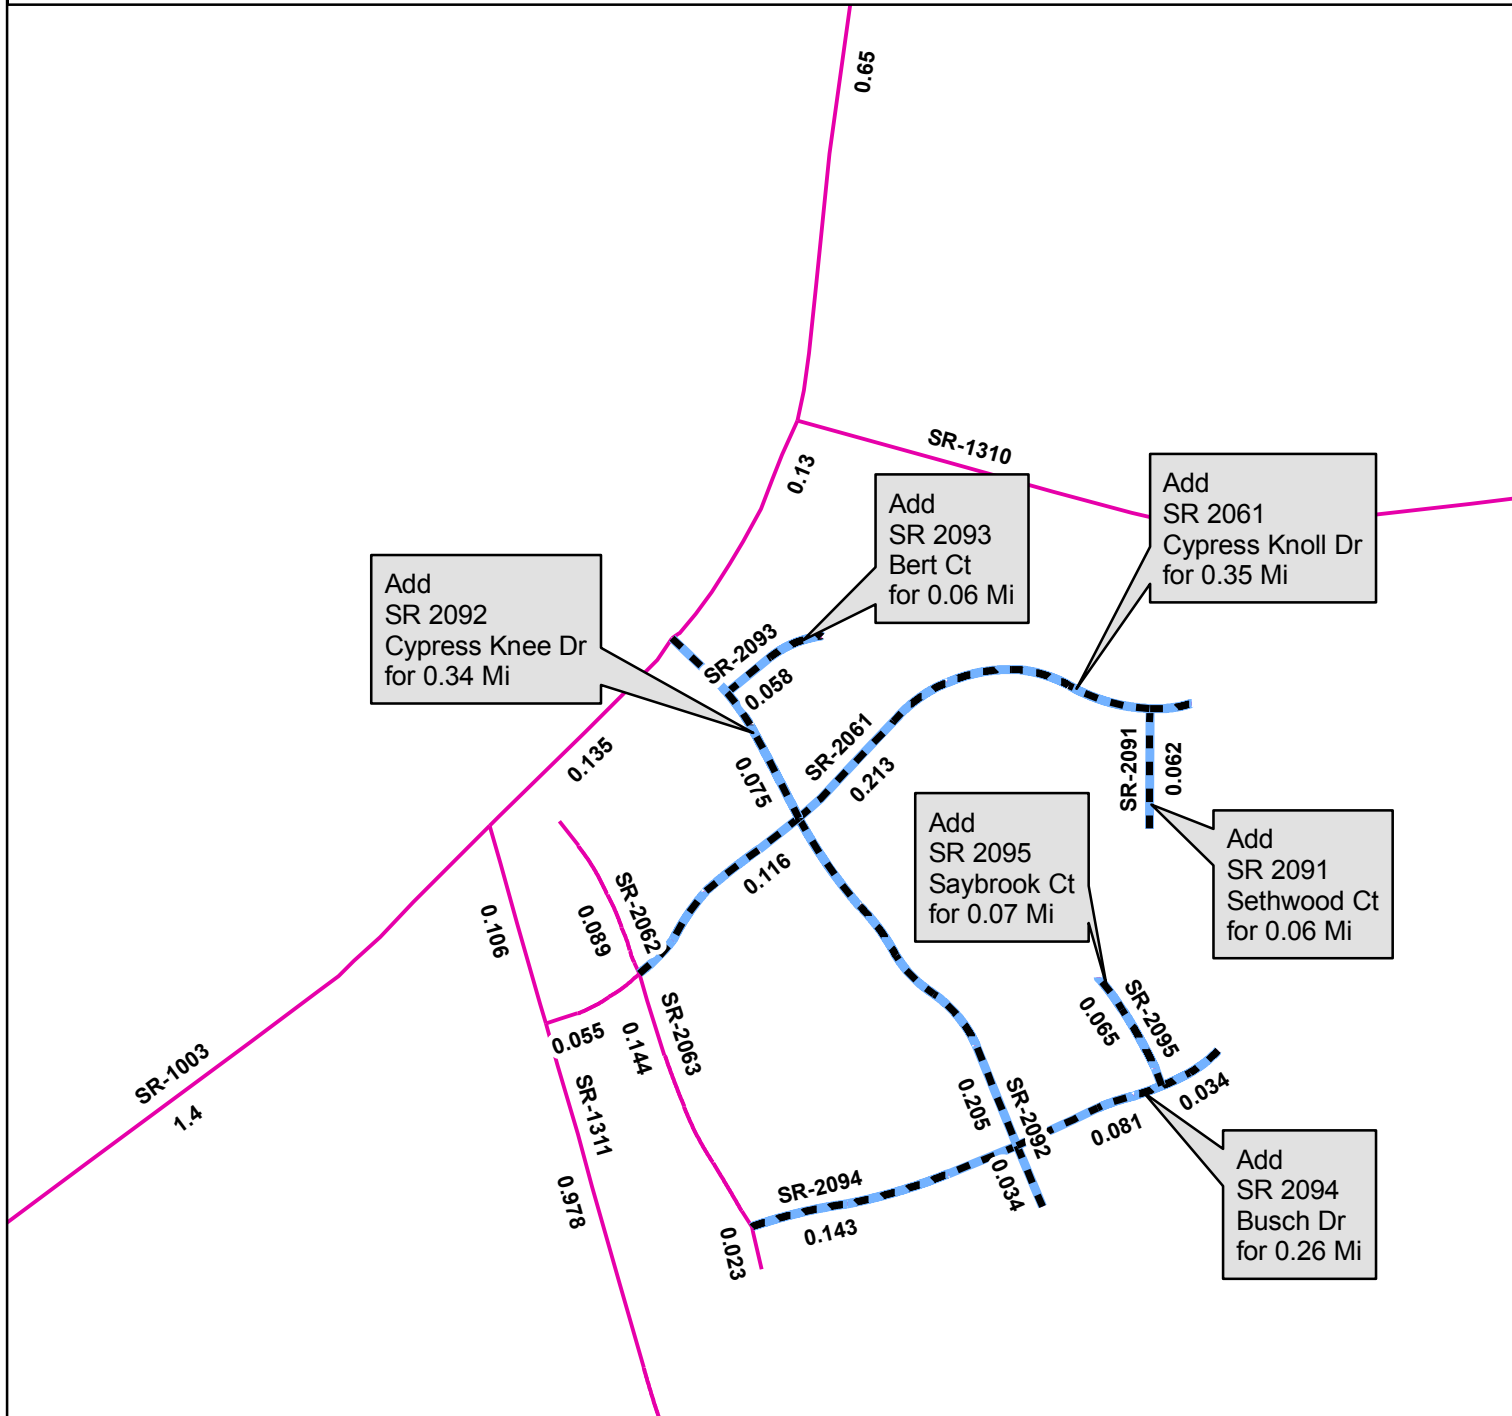 0.65
SR-1310
0.13
Add
SR 2061
Cypress Knoll Dr
for 0.35 Mi
Add
SR 2093
Bert Ct
for 0.06 Mi
Add
SR 2092
Cypress Knee Dr
for 0.34 Mi
SR-2093
0.058
SR-2061
0.213
0.135
0.075
SR-2091
0.062
Add
SR 2095
Saybrook Ct
for 0.07 Mi
Add
SR 2091
Sethwood Ct
for 0.06 Mi
0.116
SR-2062
0.089
0.106
SR-2063
0.144
0.055
SR-2095
0.065
SR-1003
1.4
SR-1311
0.978
SR-2092
0.205
0.034
0.081
0.034
SR-2094
0.143
0.023
Add
SR 2094
Busch Dr
for 0.26 Mi